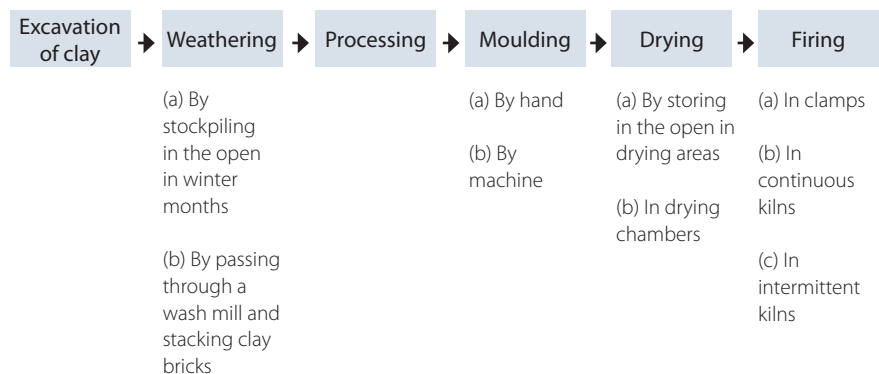 Excavation
of clay
Weathering
Processing
Moulding
Drying
Firing
(a) By
stockpiling
in the open
in winter
months
(b) By passing
through a
wash mill and
stacking clay
bricks
(a) By hand
(b) By
machine
(a) By storing
in the open in
drying areas
(b) In drying
chambers
(a) In clamps
(b) In
continuous
kilns
(c) In
intermittent
kilns